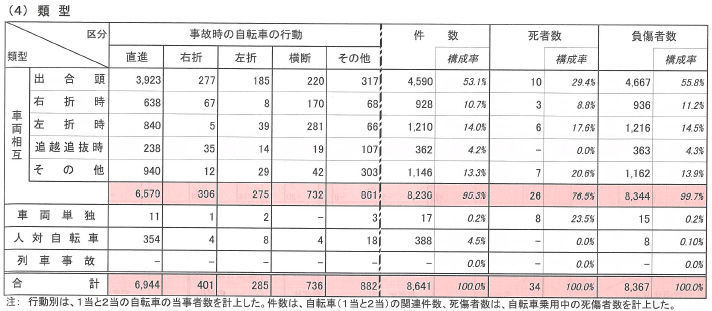 (4) 類型
区分 事故時の自転車の行動 件数 死者数 負傷者数
類型 直進 右折 左折 横断 その他 構成率 構成率 構成率
車両相互
出合頭 3,923 277 185 220 317 4,590 53.1% 10 29.4% 4,667 55.8%
右折時 638 67 8 170 68 928 10.7% 3 8.8% 936 11.2%
左折時 840 5 39 281 66 1,210 14.0% 6 17.6% 1,216 14.5%
追越追抜時 238 35 14 19 107 362 4.2% － 0.0% 363 4.3%
その他 940 12 29 42 303 1,146 13.3% 7 20.6% 1,162 13.9%
6,579 396 275 732 861 8,236 95.3% 26 76.5% 8,344 99.7%
車両単独 11 1 2 － 3 17 0.2% 8 23.5% 15 0.2%
人対自転車 354 4 8 4 18 388 4.5% － 0.0% 8 0.10%
列車事故 － － － － － － 0.0% － 0.0% － 0.0%
合計 6,944 401 285 736 882 8,641 100.0% 34 100.0% 8,367 100.0%
注: 行動別は、1当と2当の自転車の当事者数を計上した。件数は、自転車(1当と2当)の関連件数、死傷者数は、自転車乗用中の死傷者数を計上した。